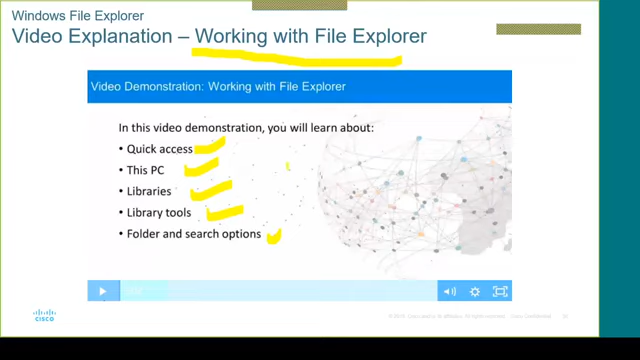 Windows File Explorer
Video Explanation – Working with File Explorer
Video Demonstration: Working with File Explorer
In this video demonstration, you will learn about:
• Quick access
• This PC
• Libraries
• Library tools
• Folder and search options
CISCO